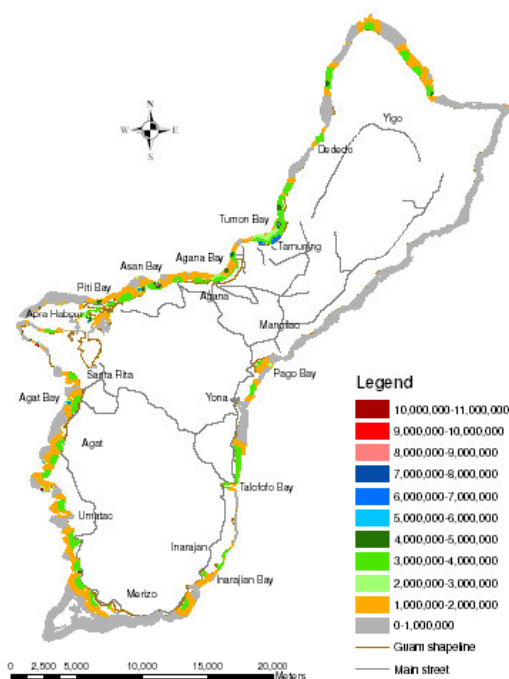 N
W E
S
Yigo
Dededo
Tumon Bay
Tamuning
Agana Bay
Asan Bay
Piti Bay
Agana
Apra Habour
Mangilao
Santa Rita
Pago Bay
Agat Bay
Yona
Agat
Talofofo Bay
Umatac
Inarajan
Inarajian Bay
Merizo
Legend
10,000,000-11,000,000
9,000,000-10,000,000
8,000,000-9,000,000
7,000,000-8,000,000
6,000,000-7,000,000
5,000,000-6,000,000
4,000,000-5,000,000
3,000,000-4,000,000
2,000,000-3,000,000
1,000,000-2,000,000
0-1,000,000
Guam shapeline
Main street
0 2,500 5,000 10,000 15,000 20,000
Meters